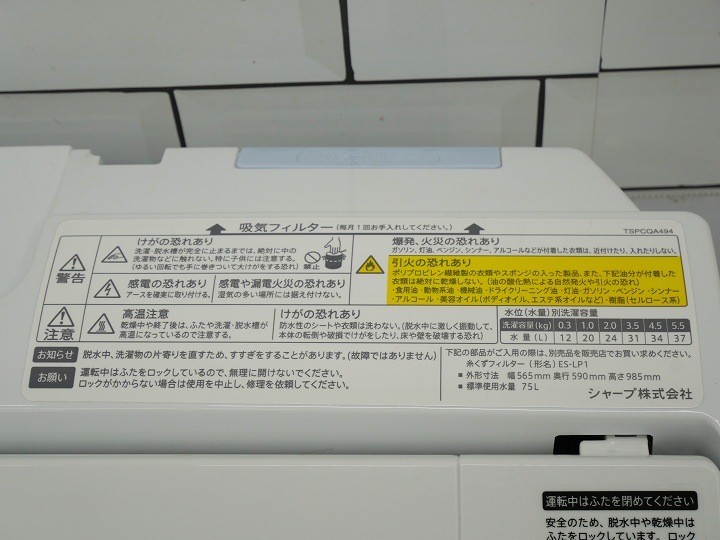 吸気フィルター(毎月1回お手入れしてください。)
TSPCQA494
警告
けがの恐れあり
洗濯・脱水槽が完全に止まるまでは、絶対に中の
洗濯物などに触れない。特に子供には注意する。
(ゆるい回転でも手に巻きついて大けがをする恐れ)
禁止
感電の恐れあり
アースを確実に取り付ける。
感電や漏電火災の恐れあり
湿気の多い場所には据え付けない。
爆発、火災の恐れあり
ガソリン、灯油、ベンジン、シンナー、アルコールなどが付着した衣類は、近付けたり、入れたりしない。
引火の恐れあり
ポリプロピレン繊維製の衣類やスポンジの入った製品、また、下記油分が付着した
衣類は絶対に乾燥しない。(油の酸化熱による自然発火や引火の恐れ)
・食用油・動物系油・機械油・ドライクリーニング油・灯油・ガソリン・ベンジン・シンナー
・アルコール・美容オイル(ボディオイル、エステ系オイルなど)・樹脂(セルロース系)
注意
高温注意
乾燥中や終了後は、ふたや洗濯・脱水槽が
高温になっていますので、注意する。
けがの恐れあり
防水性のシートや衣類は洗わない。(脱水中に激しく振動して、
本体の転倒や破損でけがをしたり、床や壁を破壊する恐れ)
水位(水量)別洗濯容量
洗濯容量(kg) 0.3 1.0 2.0 3.5 4.5 5.5
水量(L) 12 20 24 31 34 37
お知らせ 脱水中、洗濯物の片寄りを直すため、すすぎをすることがあります。(故障ではありません)
お願い 運転中はふたをロックしているので、無理に開けないでください。
ロックがかからない場合は使用を中止し、修理を依頼してください。
下記の部品がご入用の際は、別売品を販売店でお買い求めください。
糸くずフィルター(形名) ES-LP1
■ 外形寸法 幅565mm 奥行590mm 高さ985mm
■ 標準使用水量 75L
シャープ株式会社
運転中はふたを閉めてください
安全のため、脱水中や乾燥中は
ふたをロックしています。ロック